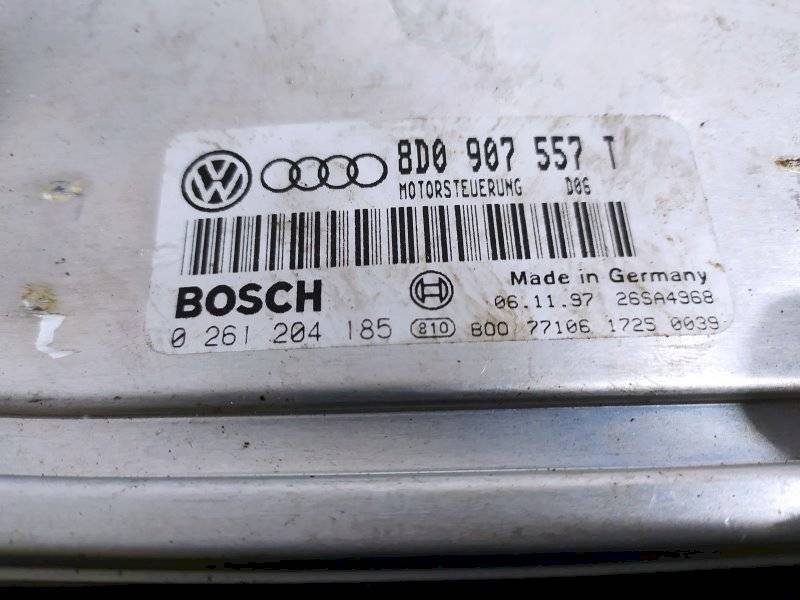 8D0 907 557 T
MOTORSTEUERUNG D06
Made in Germany
BOSCH 06.11.97 26SA4968
0 261 204 185 810 800 77106 1725 0039